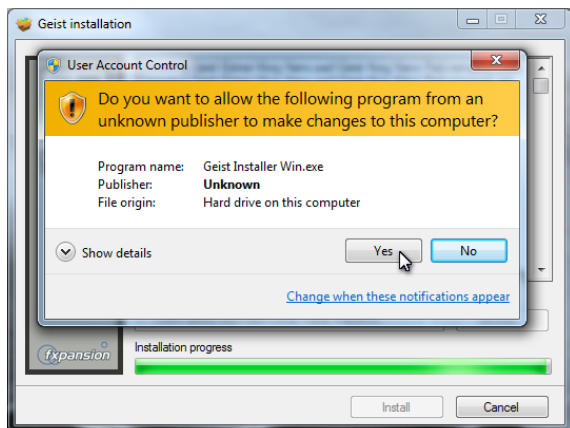 Geist installation
User Account Control
Do you want to allow the following program from an
unknown publisher to make changes to this computer?
Program name: Geist Installer Win.exe
Publisher: Unknown
File origin: Hard drive on this computer
Show details
Yes
No
Change when these notifications appear
fxpansion
Installation progress
Install
Cancel